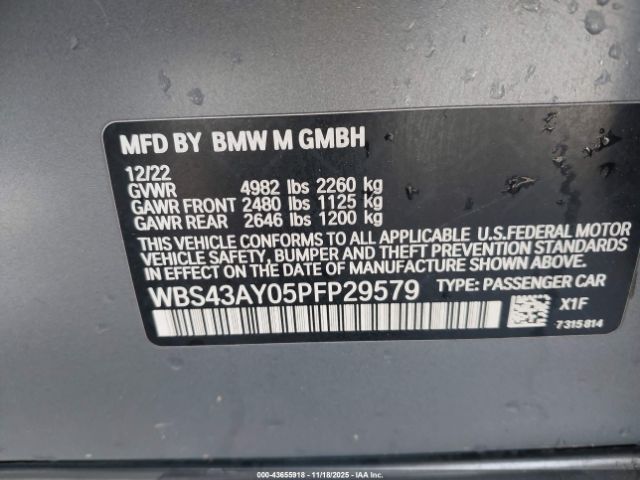 MFD BY BMW M GMBH
12/22
GVWR 4982 lbs 2260 kg
GAWR FRONT 2480 lbs 1125 kg
GAWR REAR 2646 lbs 1200 kg
THIS VEHICLE CONFORMS TO ALL APPLICABLE U.S.FEDERAL MOTOR
VEHICLE SAFETY, BUMPER AND THEFT PREVENTION STANDARDS
IN EFFECT ON THE DATE OF MANUFACTURE SHOWN ABOVE.
WBS43AY05PFP29579 TYPE: PASSENGER CAR
X1F
7315814
000-43655918 - 11/18/2025 - IAAI.COM